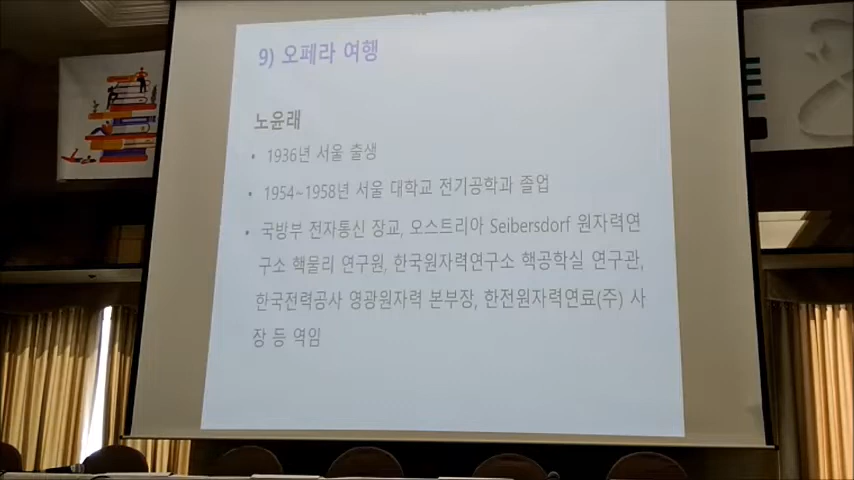 9) 오페라 여행
노윤래
• 1936년 서울 출생
• 1954~1958년 서울 대학교 전기공학과 졸업
• 국방부 전자통신 장교, 오스트리아 Seibersdorf 원자력연
구소 핵물리 연구원, 한국원자력연구소 핵공학실 연구관,
한국전력공사 영광원자력 본부장, 한전원자력연료(주) 사
장 등 역임